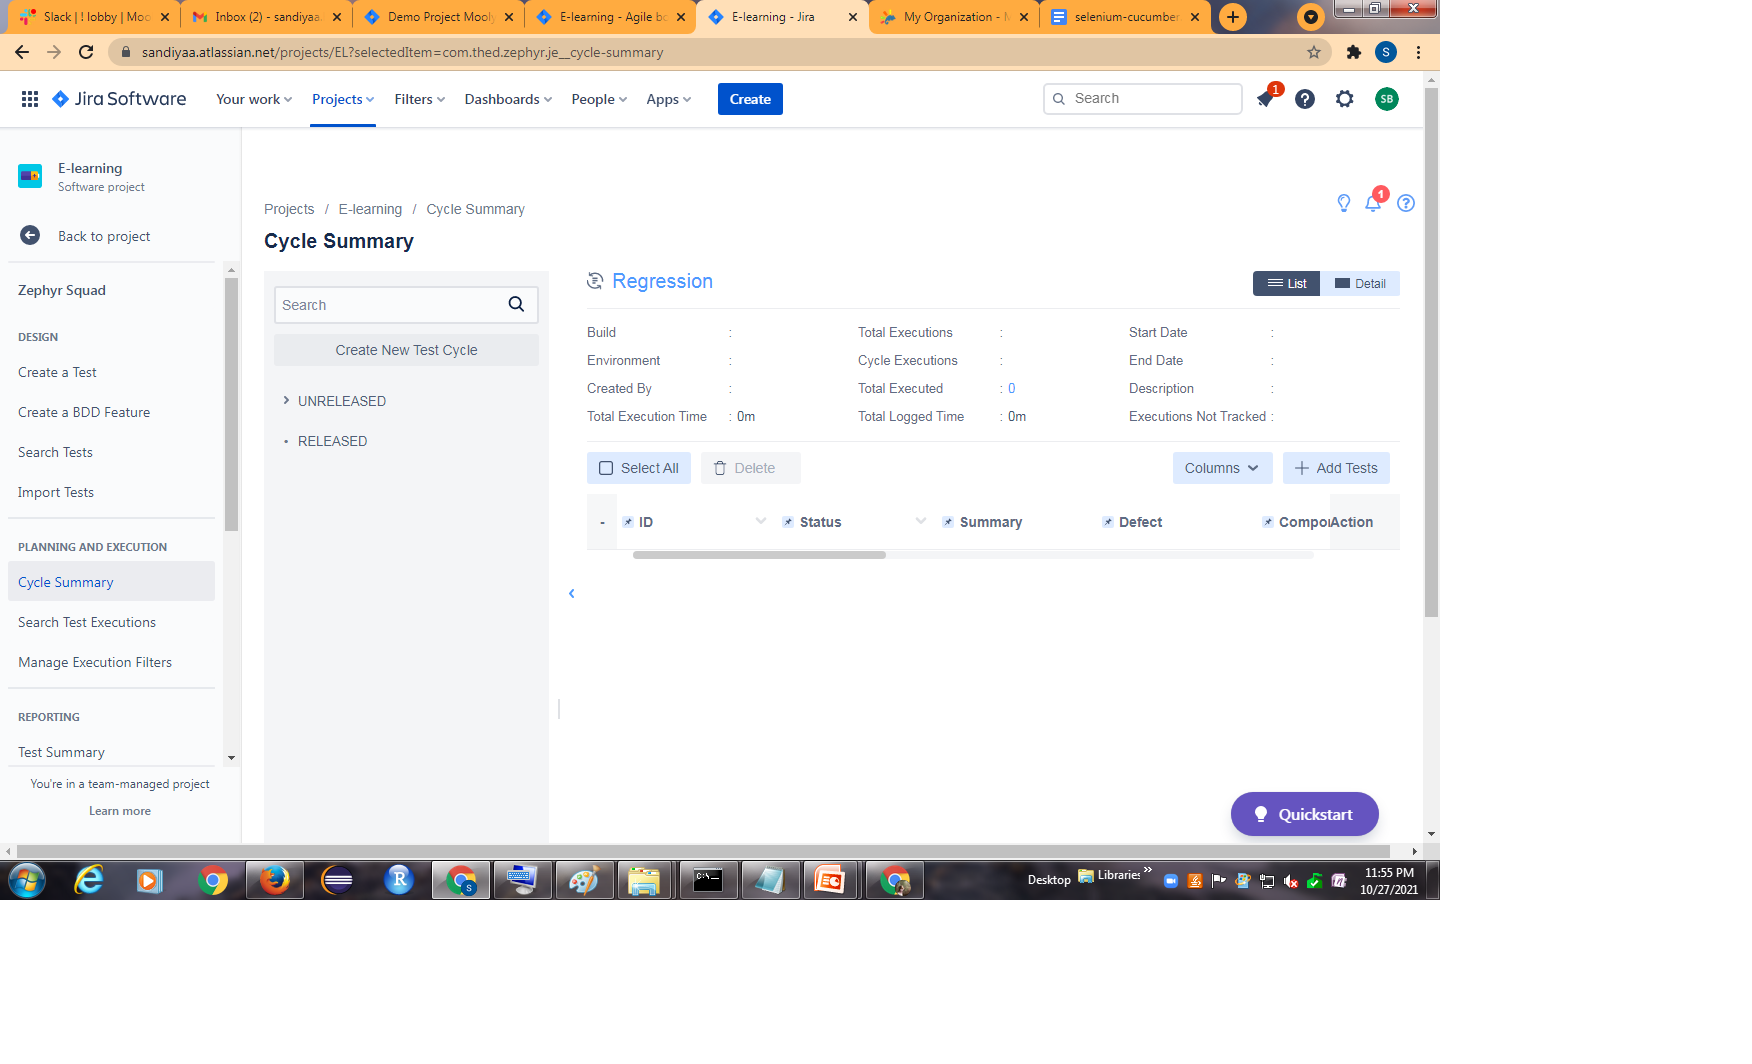 Slack | ! lobby | Moo
Inbox (2) - sandiyaa
Demo Project Mooly
E-learning - Agile bo
E-learning - Jira
My Organization - M
selenium-cucumber
sandiyaa.atlassian.net/projects/EL?selectedItem=com.thed.zephyr.je__cycle-summary
S
Jira Software
Your work
Projects
Filters
Dashboards
People
Apps
Create
Search
1
SB
E-learning
Software project
Back to project
Zephyr Squad
DESIGN
Create a Test
Create a BDD Feature
Search Tests
Import Tests
PLANNING AND EXECUTION
Cycle Summary
Search Test Executions
Manage Execution Filters
REPORTING
Test Summary
You're in a team-managed project
Learn more
Projects / E-learning / Cycle Summary
1
Cycle Summary
Search
Create New Test Cycle
UNRELEASED
RELEASED
Regression
List
Detail
Build : Total Executions : Start Date :
Environment : Cycle Executions : End Date :
Created By : Total Executed : 0 Description :
Total Execution Time : 0m Total Logged Time : 0m Executions Not Tracked :
Select All
Delete
Columns
Add Tests
- ID Status Summary Defect Compo Action
Quickstart
Desktop
Libraries
11:55 PM
10/27/2021